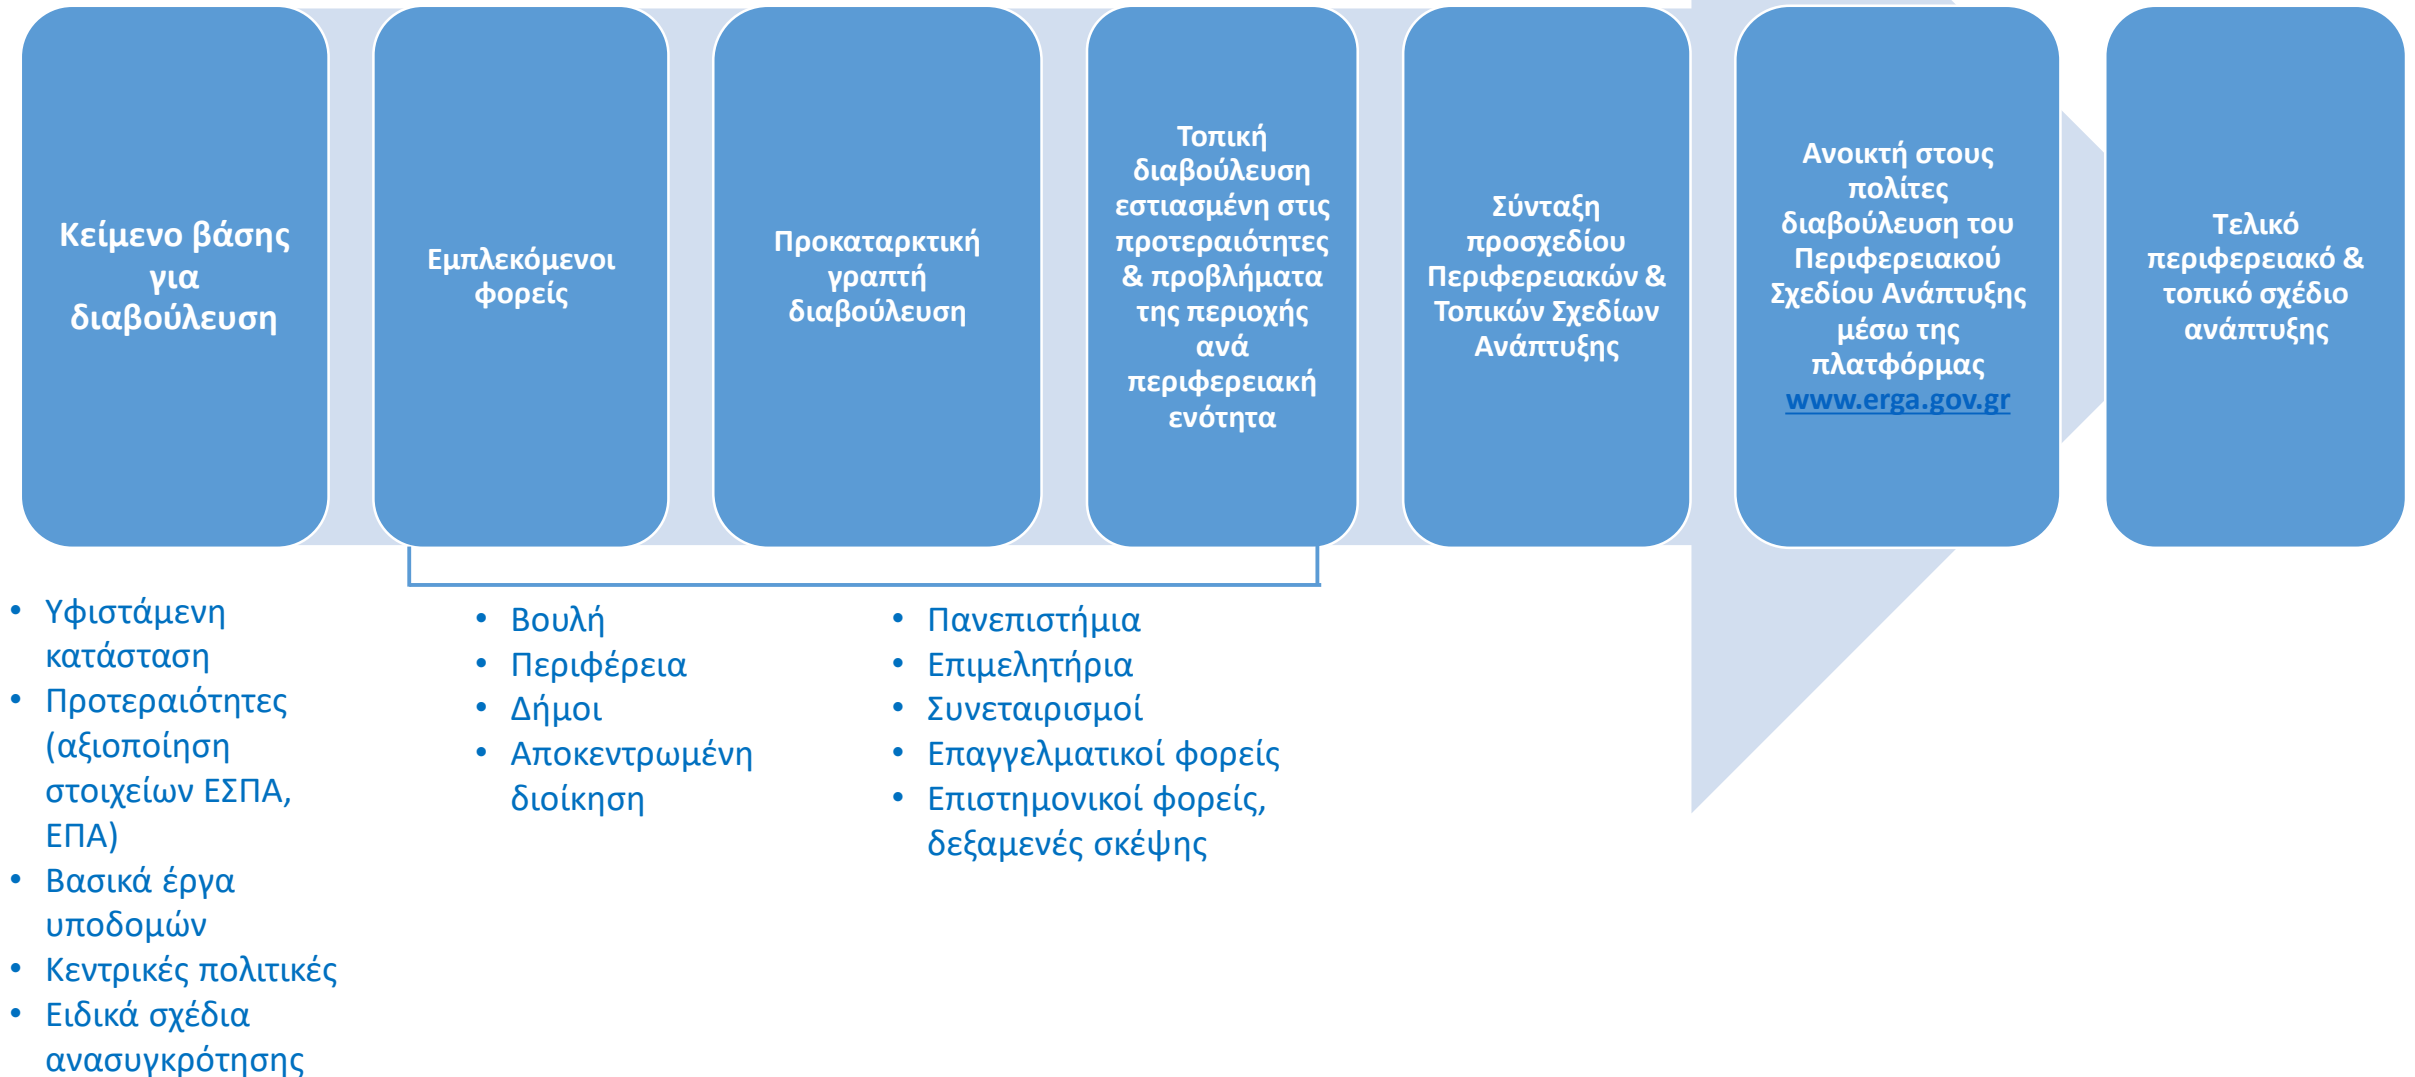 Κείμενο βάσης
για
διαβούλευση
Εμπλεκόμενοι
φορείς
Προκαταρκτική
γραπτή
διαβούλευση
Τοπική
διαβούλευση
εστιασμένη στις
προτεραιότητες
& προβλήματα
της περιοχής
ανά
περιφερειακή
ενότητα
Σύνταξη
προσχεδίου
Περιφερειακών &
Τοπικών Σχεδίων
Ανάπτυξης
Ανοικτή στους
πολίτες
διαβούλευση του
Περιφερειακού
Σχεδίου Ανάπτυξης
μέσω της
πλατφόρμας
www.erga.gov.gr
Τελικό
περιφερειακό &
τοπικό σχέδιο
ανάπτυξης
• Υφιστάμενη
κατάσταση
• Προτεραιότητες
(αξιοποίηση
στοιχείων ΕΣΠΑ,
ΕΠΑ)
• Βασικά έργα
υποδομών
• Κεντρικές πολιτικές
• Ειδικά σχέδια
ανασυγκρότησης
• Βουλή
• Περιφέρεια
• Δήμοι
• Αποκεντρωμένη
διοίκηση
• Πανεπιστήμια
• Επιμελητήρια
• Συνεταιρισμοί
• Επαγγελματικοί φορείς
• Επιστημονικοί φορείς,
δεξαμενές σκέψης